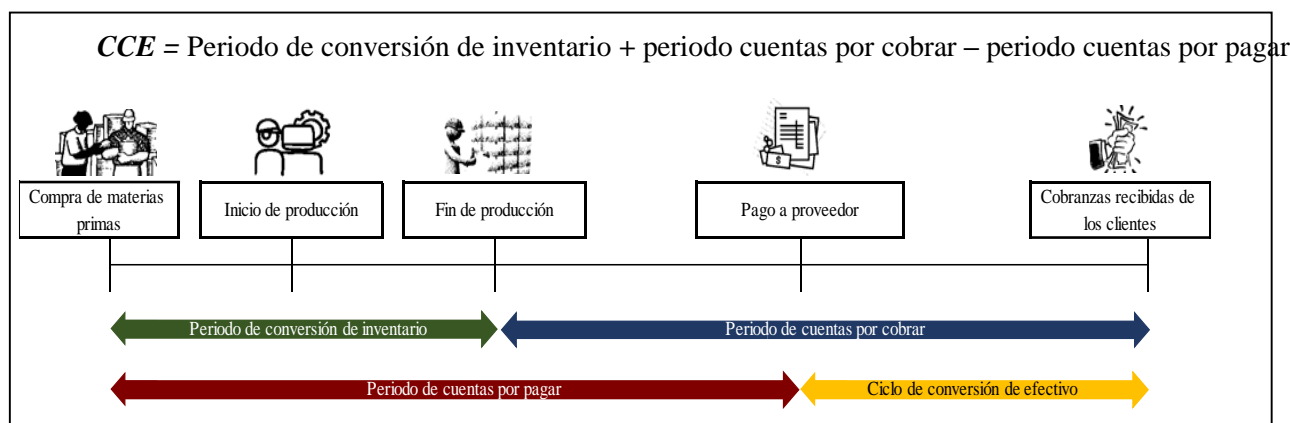 CCE = Periodo de conversión de inventario + periodo cuentas por cobrar – periodo cuentas por pagar
$
Compra de materias
primas
Inicio de producción
Fin de producción
Pago a proveedor
Cobranzas recibidas de
los clientes
Periodo de conversión de inventario
Periodo de cuentas por cobrar
Periodo de cuentas por pagar
Ciclo de conversión de efectivo